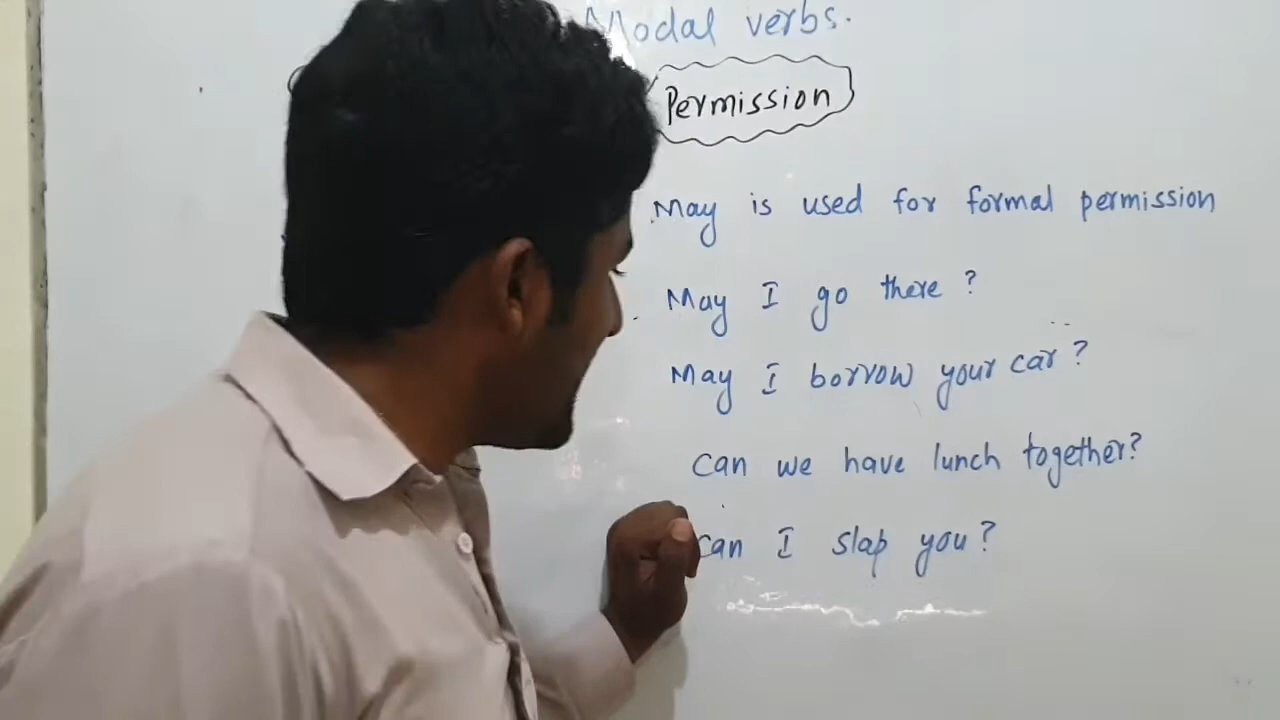 Modal verbs.
Permission
May is used for formal permission
May I go there ?
May I borrow your car ?
Can we have lunch together?
Can I slap you ?